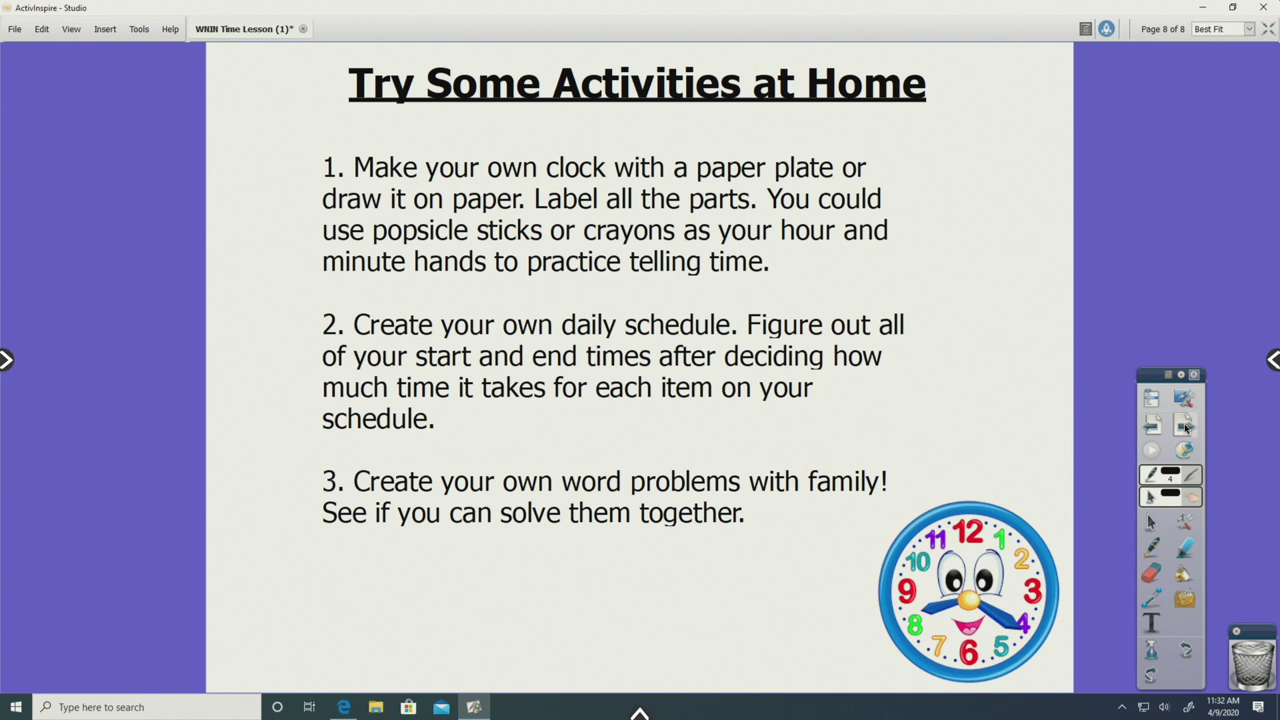 ActivInspire - Studio
File Edit View Insert Tools Help WNIN Time Lesson (1)* Page 8 of 8 Best Fit
Try Some Activities at Home
1. Make your own clock with a paper plate or
draw it on paper. Label all the parts. You could
use popsicle sticks or crayons as your hour and
minute hands to practice telling time.
2. Create your own daily schedule. Figure out all
of your start and end times after deciding how
much time it takes for each item on your
schedule.
3. Create your own word problems with family!
See if you can solve them together.
12
11 1
10 2
9 3
8 4
7 5
6
4
T
Type here to search
11:32 AM
4/9/2020